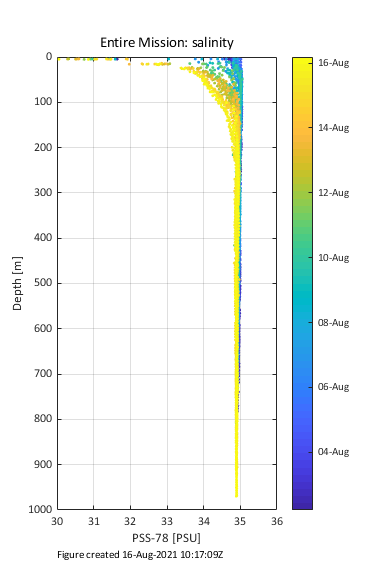 Entire Mission: salinity
0
100
200
300
400
500
600
700
800
900
1000
Depth [m]
30 31 32 33 34 35 36
PSS-78 [PSU]
16-Aug
14-Aug
12-Aug
10-Aug
08-Aug
06-Aug
04-Aug
Figure created 16-Aug-2021 10:17:09Z